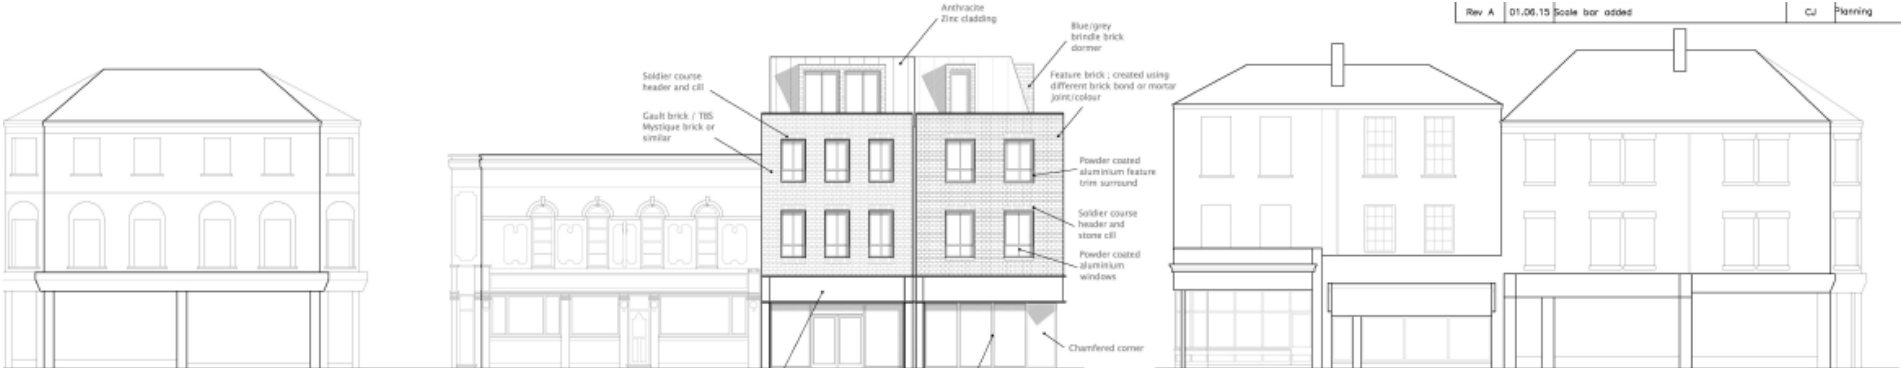 Anthracite
Zinc cladding
Blue/grey
brindle brick
dormer
Soldier course
header and cill
Feature brick ; created using
different brick bond or mortar
joint/colour
Gault brick / TBS
Mystique brick or
similar
Powder coated
aluminium feature
trim surround
Soldier course
header and
stone cill
Powder coated
aluminium
windows
Chamfered corner
Rev A 01.06.15 Scale bar added CJ Planning